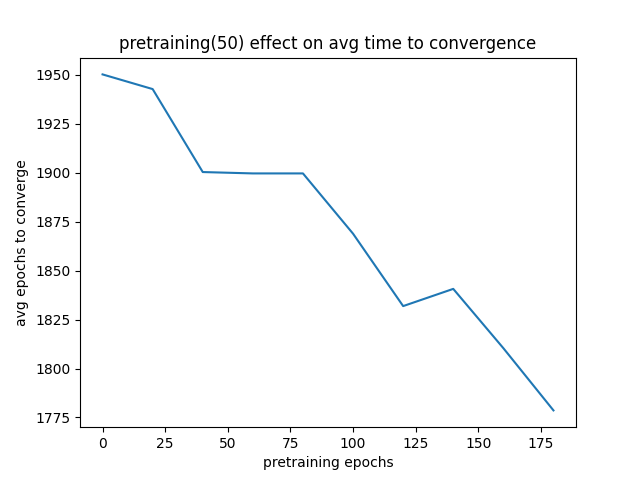 pretraining(50) effect on avg time to convergence
1950
1925
1900
1875
1850
1825
1800
1775
avg epochs to converge
0 25 50 75 100 125 150 175
pretraining epochs